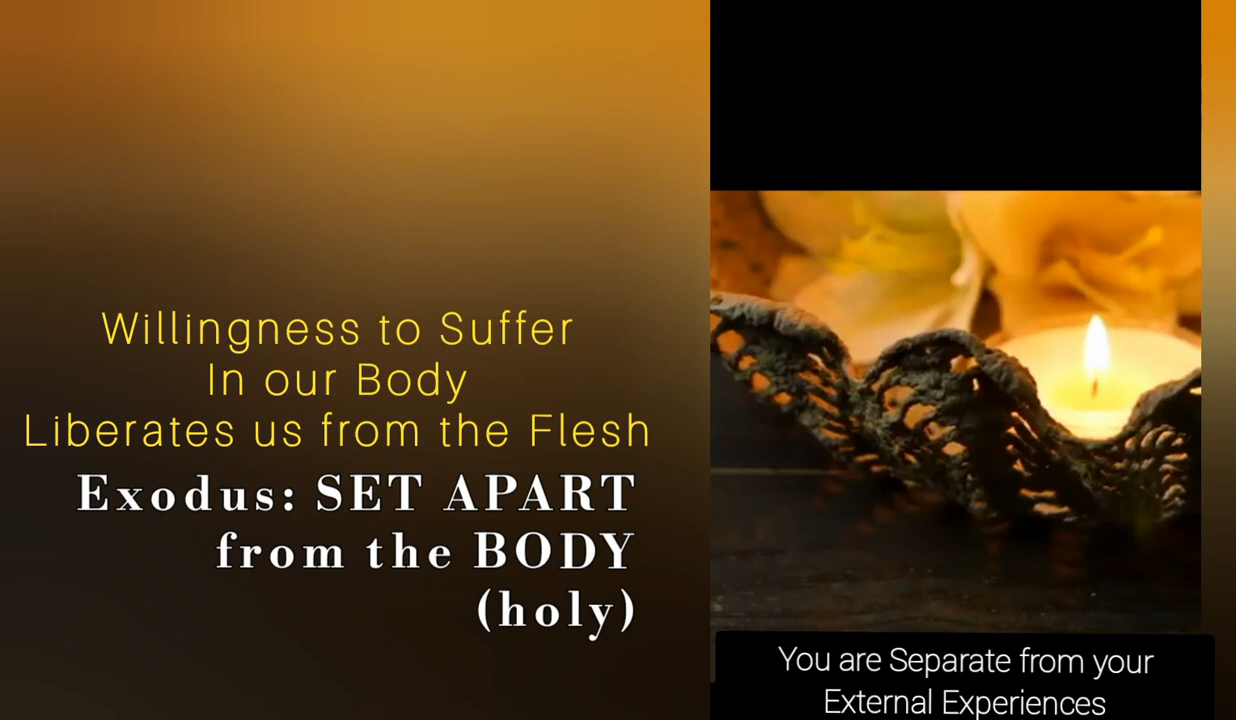 Willingness to Suffer
In our Body
Liberates us from the Flesh
Exodus: SET APART
from the BODY
(holy)
You are Separate from your
External Experiences